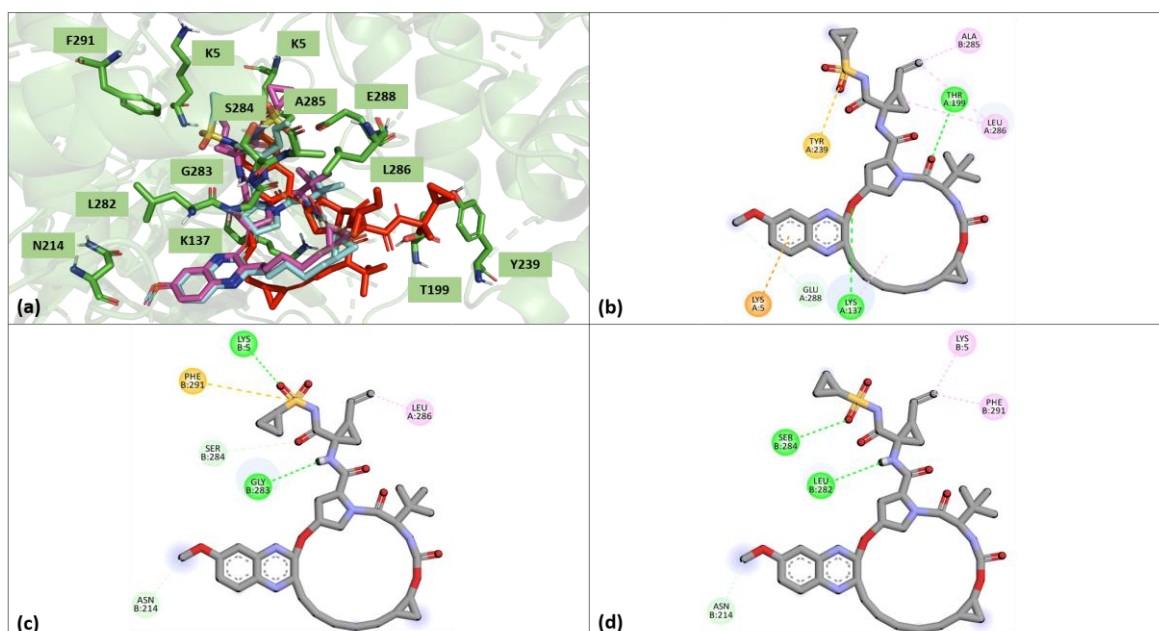 F291
K5
K5
S284
A285
E288
G283
L286
L282
N214
K137
T199
Y239
(a)
ALA
B:285
THR
A:199
LEU
A:286
TYR
A:239
LYS
A:5
GLU
A:288
LYS
A:137
(b)
LYS
B:5
PHE
B:291
LEU
A:286
SER
B:284
GLY
B:283
ASN
B:214
(c)
LYS
B:5
PHE
B:291
SER
B:284
LEU
B:282
ASN
B:214
(d)